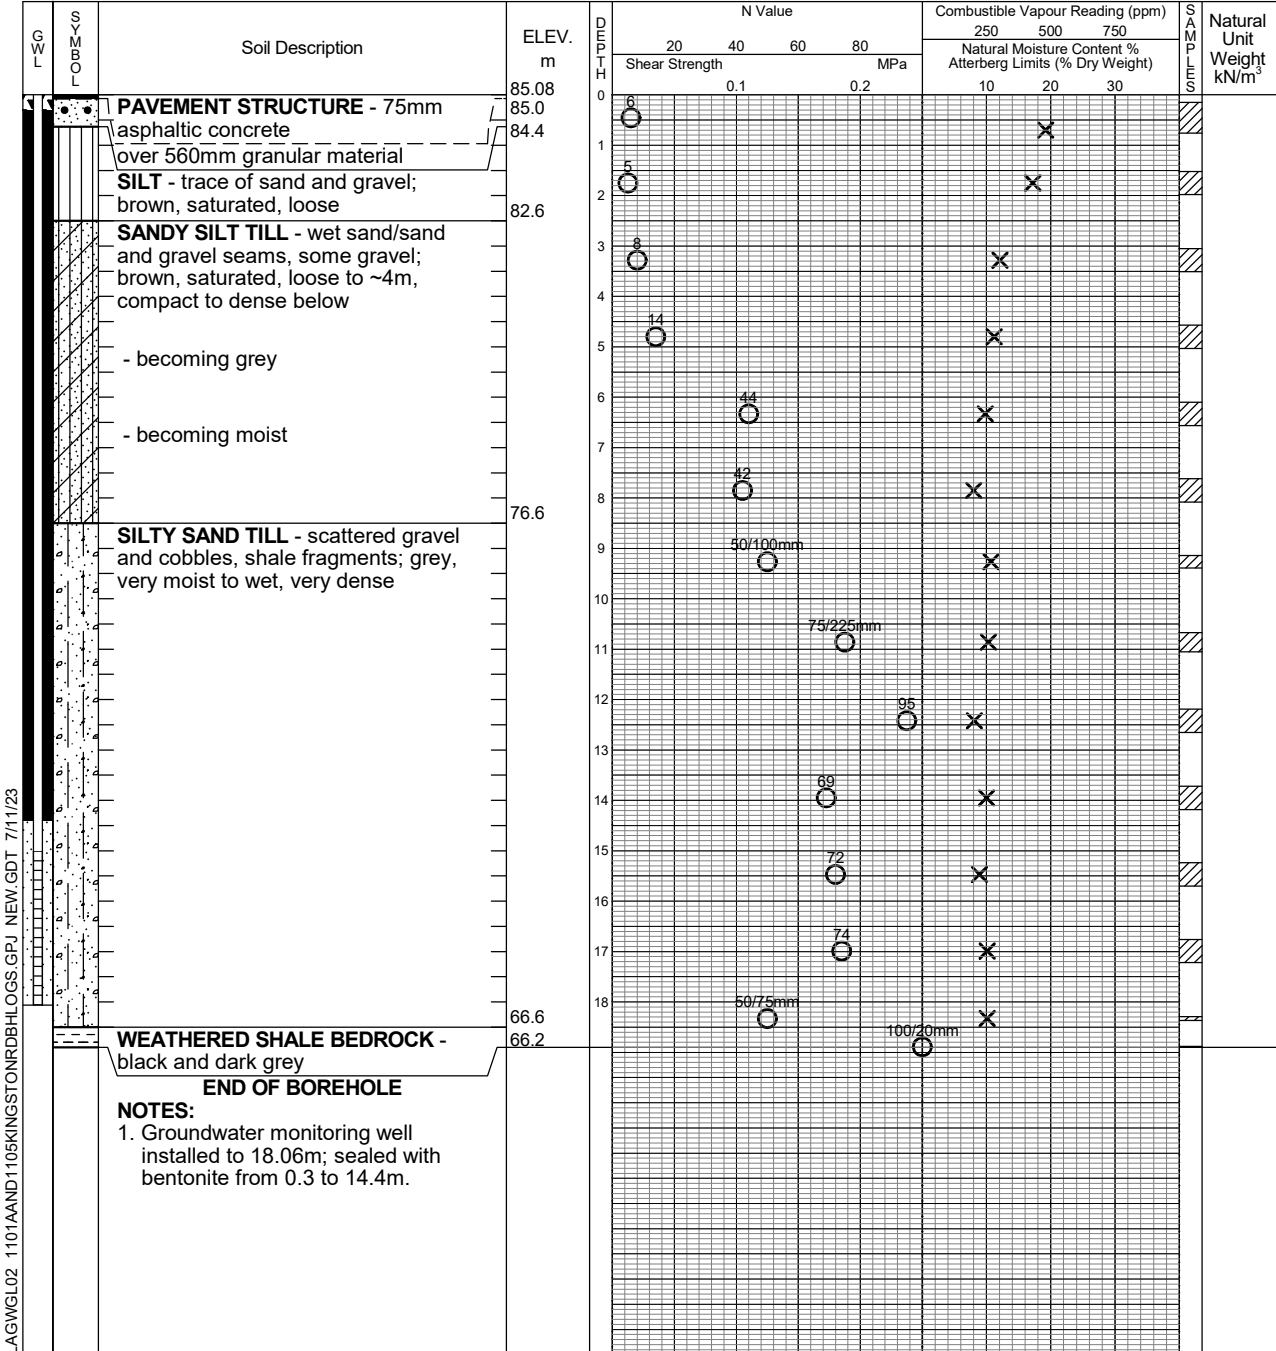 GWL
SYMBOL
Soil Description
ELEV.
m
DEPTH
N Value
20 40 60 80
Shear Strength MPa
0.1 0.2
Combustible Vapour Reading (ppm)
250 500 750
Natural Moisture Content %
Atterberg Limits (% Dry Weight)
10 20 30
SAMPLES
Natural
Unit
Weight
kN/m³
85.08
0
PAVEMENT STRUCTURE - 75mm
85.0
6
asphaltic concrete
84.4
1
over 560mm granular material
5
SILT - trace of sand and gravel;
2
brown, saturated, loose
82.6
SANDY SILT TILL - wet sand/sand
8
3
and gravel seams, some gravel;
brown, saturated, loose to ~4m,
4
compact to dense below
14
5
- becoming grey
6
44
- becoming moist
7
42
8
76.6
SILTY SAND TILL - scattered gravel
50/100mm
9
and cobbles, shale fragments; grey,
very moist to wet, very dense
10
75/225mm
11
12
95
13
69
14
15
72
16
74
17
18
50/75mm
66.6
100/20mm
WEATHERED SHALE BEDROCK -
66.2
black and dark grey
END OF BOREHOLE
NOTES:
1. Groundwater monitoring well
installed to 18.06m; sealed with
bentonite from 0.3 to 14.4m.
AGWGL02 1101AAND1105KINGSTONRDBHLOGS.GPJ NEW.GDT 7/11/23